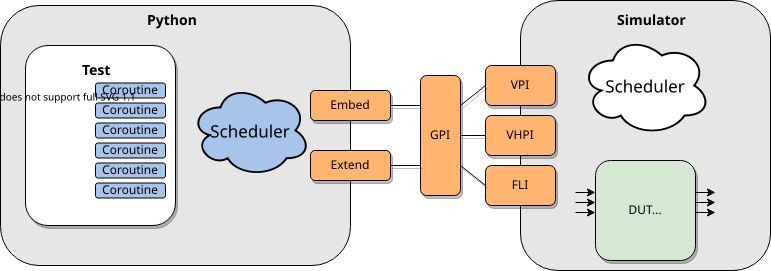 Python
Simulator
Test
Coroutine
does not support full SVG 1.1
Coroutine
Coroutine
Coroutine
Coroutine
Coroutine
Scheduler
Embed
Extend
GPI
VPI
VHPI
FLI
Scheduler
DUT...